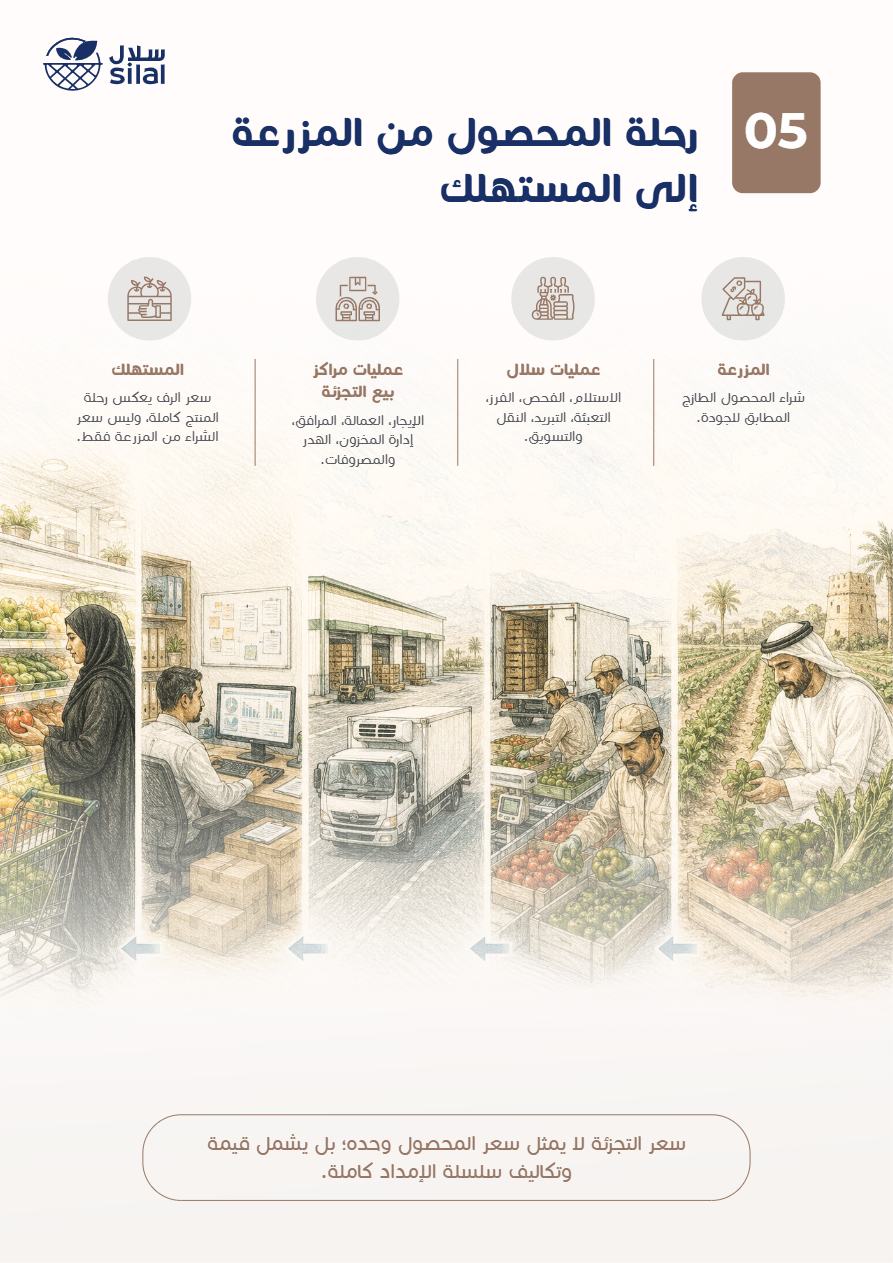 سلال
silal
05
رحلة المحصول من المزرعة
إلى المستهلك
المزرعة
شراء المحصول الطازج
المطابق للجودة.
عمليات سلال
الاستلام، الفحص، الفرز،
التعبئة، التبريد، النقل
والتسويق.
عمليات مراكز
بيع التجزئة
الإيجار، العمالة، المرافق،
إدارة المخزون، الهدر
والمصروفات.
المستهلك
سعر الرف يعكس رحلة
المنتج كاملة، وليس سعر
الشراء من المزرعة فقط.
سعر التجزئة لا يمثل سعر المحصول وحده؛ بل يشمل قيمة
وتكاليف سلسلة الإمداد كاملة.